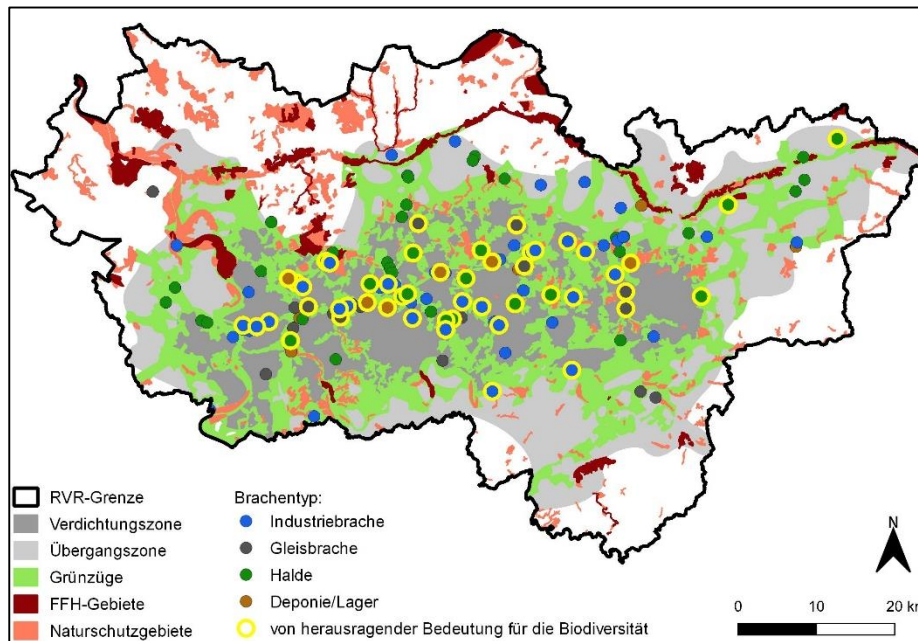 RVR-Grenze
Verdichtungszone
Übergangszone
Grünzüge
FFH-Gebiete
Naturschutzgebiete
Brachentyp:
Industriebrache
Gleisbrache
Halde
Deponie/Lager
von herausragender Bedeutung für die Biodiversität
N
0 10 20 km